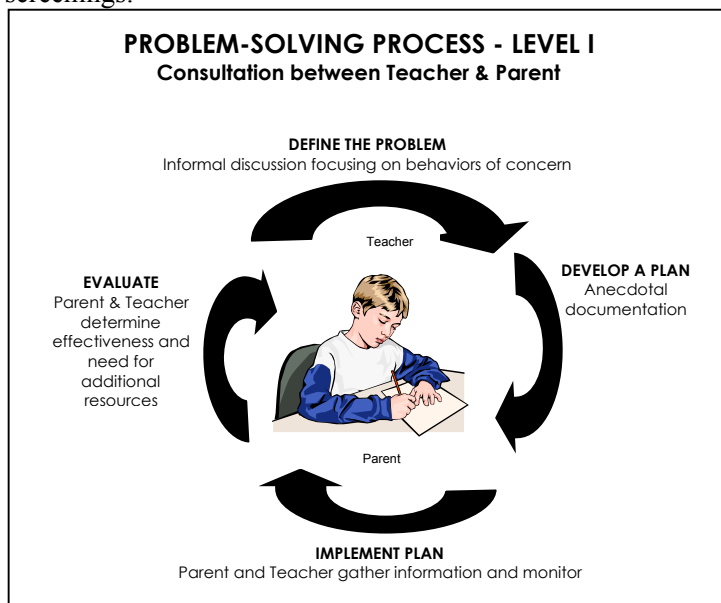 screenings.
PROBLEM-SOLVING PROCESS - LEVEL I
Consultation between Teacher & Parent
DEFINE THE PROBLEM
Informal discussion focusing on behaviors of concern
Teacher
DEVELOP A PLAN
Anecdotal
documentation
EVALUATE
Parent & Teacher
determine
effectiveness and
need for
additional
resources
Parent
IMPLEMENT PLAN
Parent and Teacher gather information and monitor